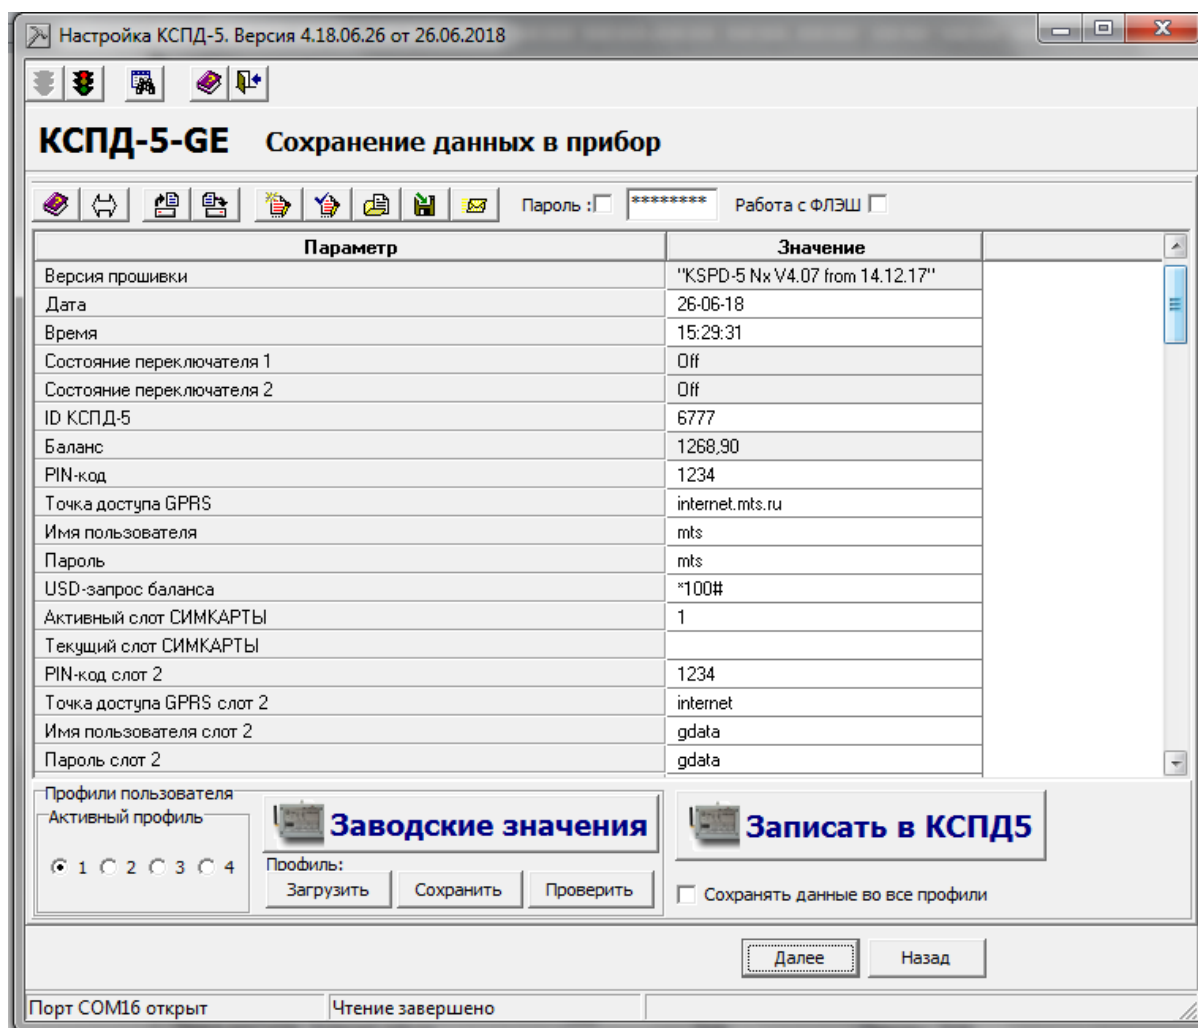 Настройка КСПД-5. Версия 4.18.06.26 от 26.06.2018
КСПД-5-GE Сохранение данных в прибор
Пароль : ******** Работа с ФЛЭШ
Параметр Значение
Версия прошивки "KSPD-5 Nx V4.07 from 14.12.17"
Дата 26-06-18
Время 15:29:31
Состояние переключателя 1 Off
Состояние переключателя 2 Off
ID КСПД-5 6777
Баланс 1268,90
PIN-код 1234
Точка доступа GPRS internet.mts.ru
Имя пользователя mts
Пароль mts
USD-запрос баланса *100#
Активный слот СИМКАРТЫ 1
Текущий слот СИМКАРТЫ
PIN-код слот 2 1234
Точка доступа GPRS слот 2 internet
Имя пользователя слот 2 gdata
Пароль слот 2 gdata
Профили пользователя
Активный профиль
1 2 3 4
Заводские значения
Профиль:
Загрузить Сохранить Проверить
Записать в КСПД5
Сохранять данные во все профили
Далее Назад
Порт COM16 открыт Чтение завершено